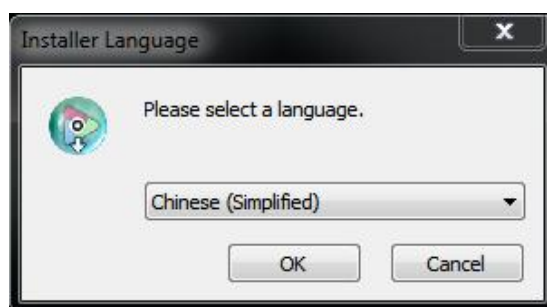 Installer Language
x
Please select a language.
Chinese (Simplified)
OK
Cancel